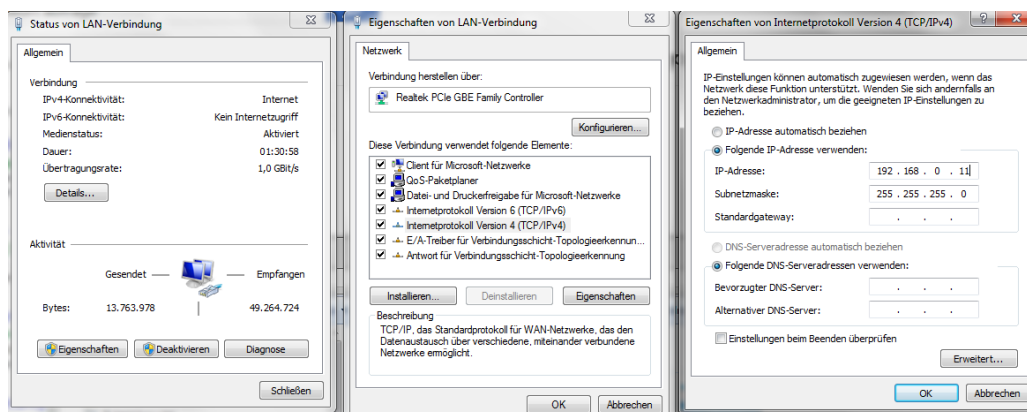 Status von LAN-Verbindung
Allgemein
Verbindung
IPv4-Konnektivität: Internet
IPv6-Konnektivität: Kein Internetzugriff
Medienstatus: Aktiviert
Dauer: 01:30:58
Übertragungsrate: 1,0 GBit/s
Details...
Aktivität
Gesendet — — Empfangen
Bytes: 13.763.978 | 49.264.724
Eigenschaften Deaktivieren Diagnose
Schließen
Eigenschaften von LAN-Verbindung
Netzwerk
Verbindung herstellen über:
Realtek PCIe GBE Family Controller
Konfigurieren...
Diese Verbindung verwendet folgende Elemente:
Client für Microsoft-Netzwerke
QoS-Paketplaner
Datei- und Druckerfreigabe für Microsoft-Netzwerke
Internetprotokoll Version 6 (TCP/IPv6)
Internetprotokoll Version 4 (TCP/IPv4)
E/A-Treiber für Verbindungsschicht-Topologieerkennun...
Antwort für Verbindungsschicht-Topologieerkennung
Installieren... Deinstallieren Eigenschaften
Beschreibung
TCP/IP, das Standardprotokoll für WAN-Netzwerke, das den
Datenaustausch über verschiedene, miteinander verbundene
Netzwerke ermöglicht.
OK Abbrechen
Eigenschaften von Internetprotokoll Version 4 (TCP/IPv4)
Allgemein
IP-Einstellungen können automatisch zugewiesen werden, wenn das
Netzwerk diese Funktion unterstützt. Wenden Sie sich andernfalls an
den Netzwerkadministrator, um die geeigneten IP-Einstellungen zu
beziehen.
IP-Adresse automatisch beziehen
Folgende IP-Adresse verwenden:
IP-Adresse: 192 . 168 . 0 . 11
Subnetzmaske: 255 . 255 . 255 . 0
Standardgateway: . . .
DNS-Serveradresse automatisch beziehen
Folgende DNS-Serveradressen verwenden:
Bevorzugter DNS-Server: . . .
Alternativer DNS-Server: . . .
Einstellungen beim Beenden überprüfen
Erweitert...
OK Abbrechen